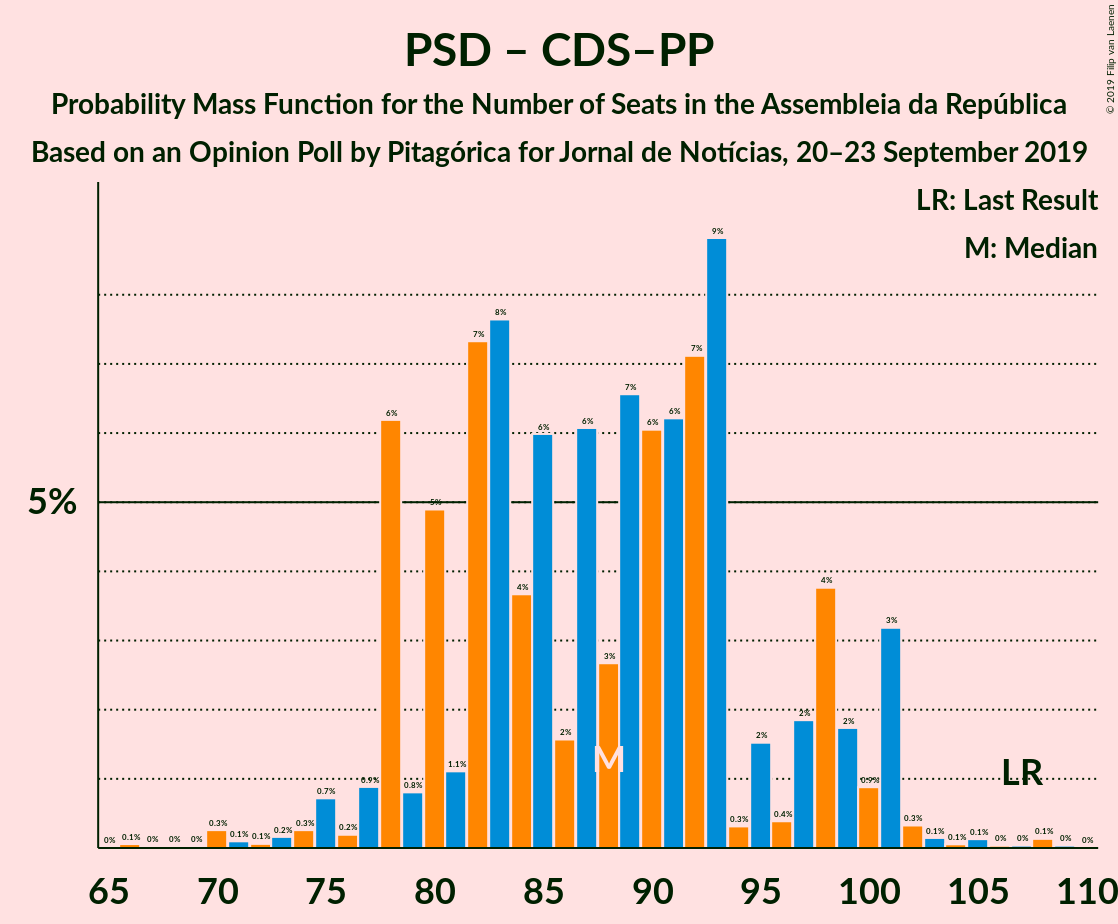 PSD – CDS–PP
Probability Mass Function for the Number of Seats in the Assembleia da República
Based on an Opinion Poll by Pitagórica for Jornal de Notícias, 20–23 September 2019
© 2019 Filip van Laenen
LR: Last Result
M: Median
5%
0% 0.1% 0% 0% 0% 0.3% 0.1% 0.1% 0.2% 0.3% 0.7% 0.2% 0.9% 6% 0.8% 5% 1.1% 7% 8% 4% 6% 2% 6% 3% 7% 6% 6% 7% 9% 0.3% 2% 0.4% 2% 4% 2% 0.9% 3% 0.3% 0.1% 0.1% 0.1% 0% 0% 0.1% 0% 0%
M
LR
65 70 75 80 85 90 95 100 105 110